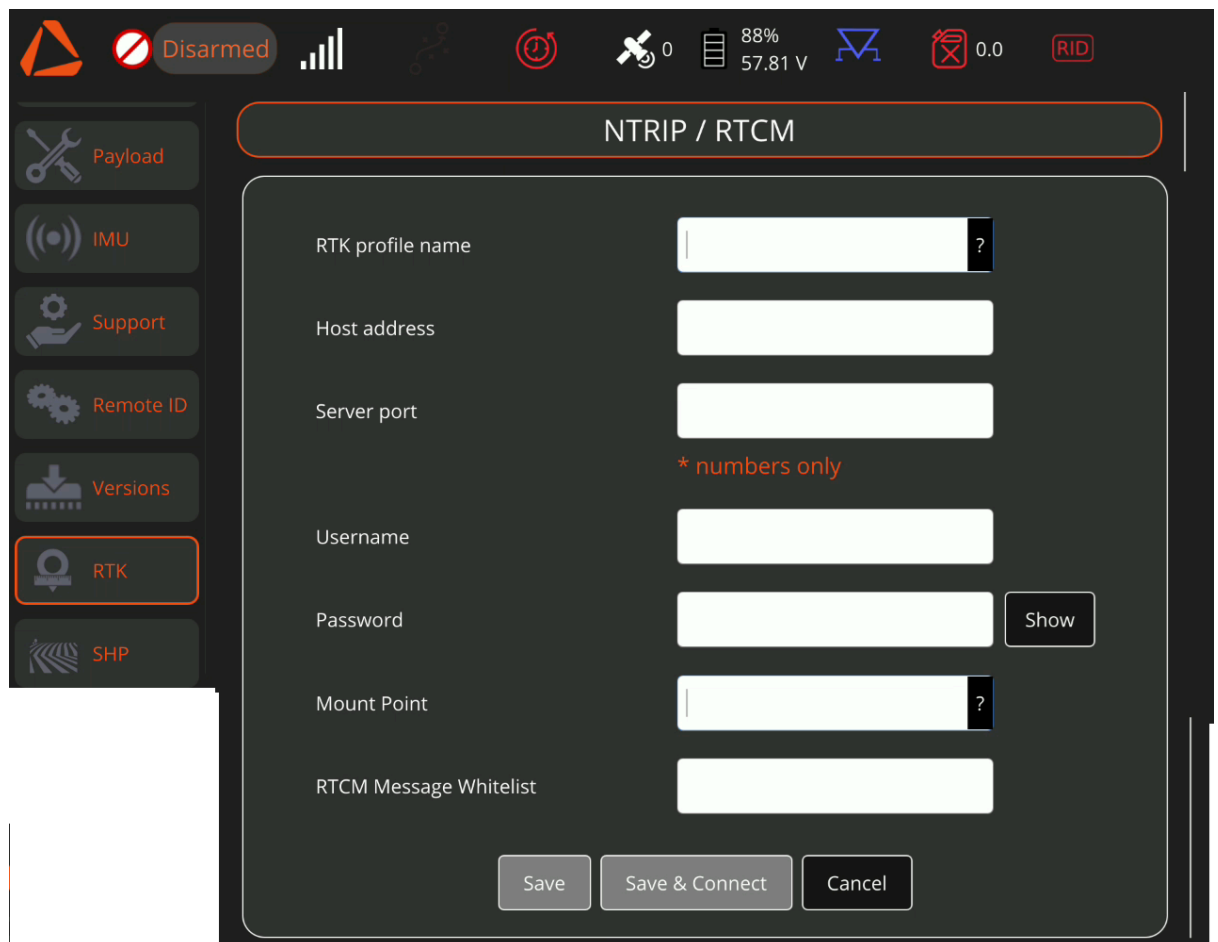 Disarmed
0
88%
57.81 V
0.0
RID
Payload
IMU
Support
Remote ID
Versions
RTK
SHP
NTRIP / RTCM
RTK profile name ?
Host address
Server port
* numbers only
Username
Password Show
Mount Point ?
RTCM Message Whitelist
Save Save & Connect Cancel